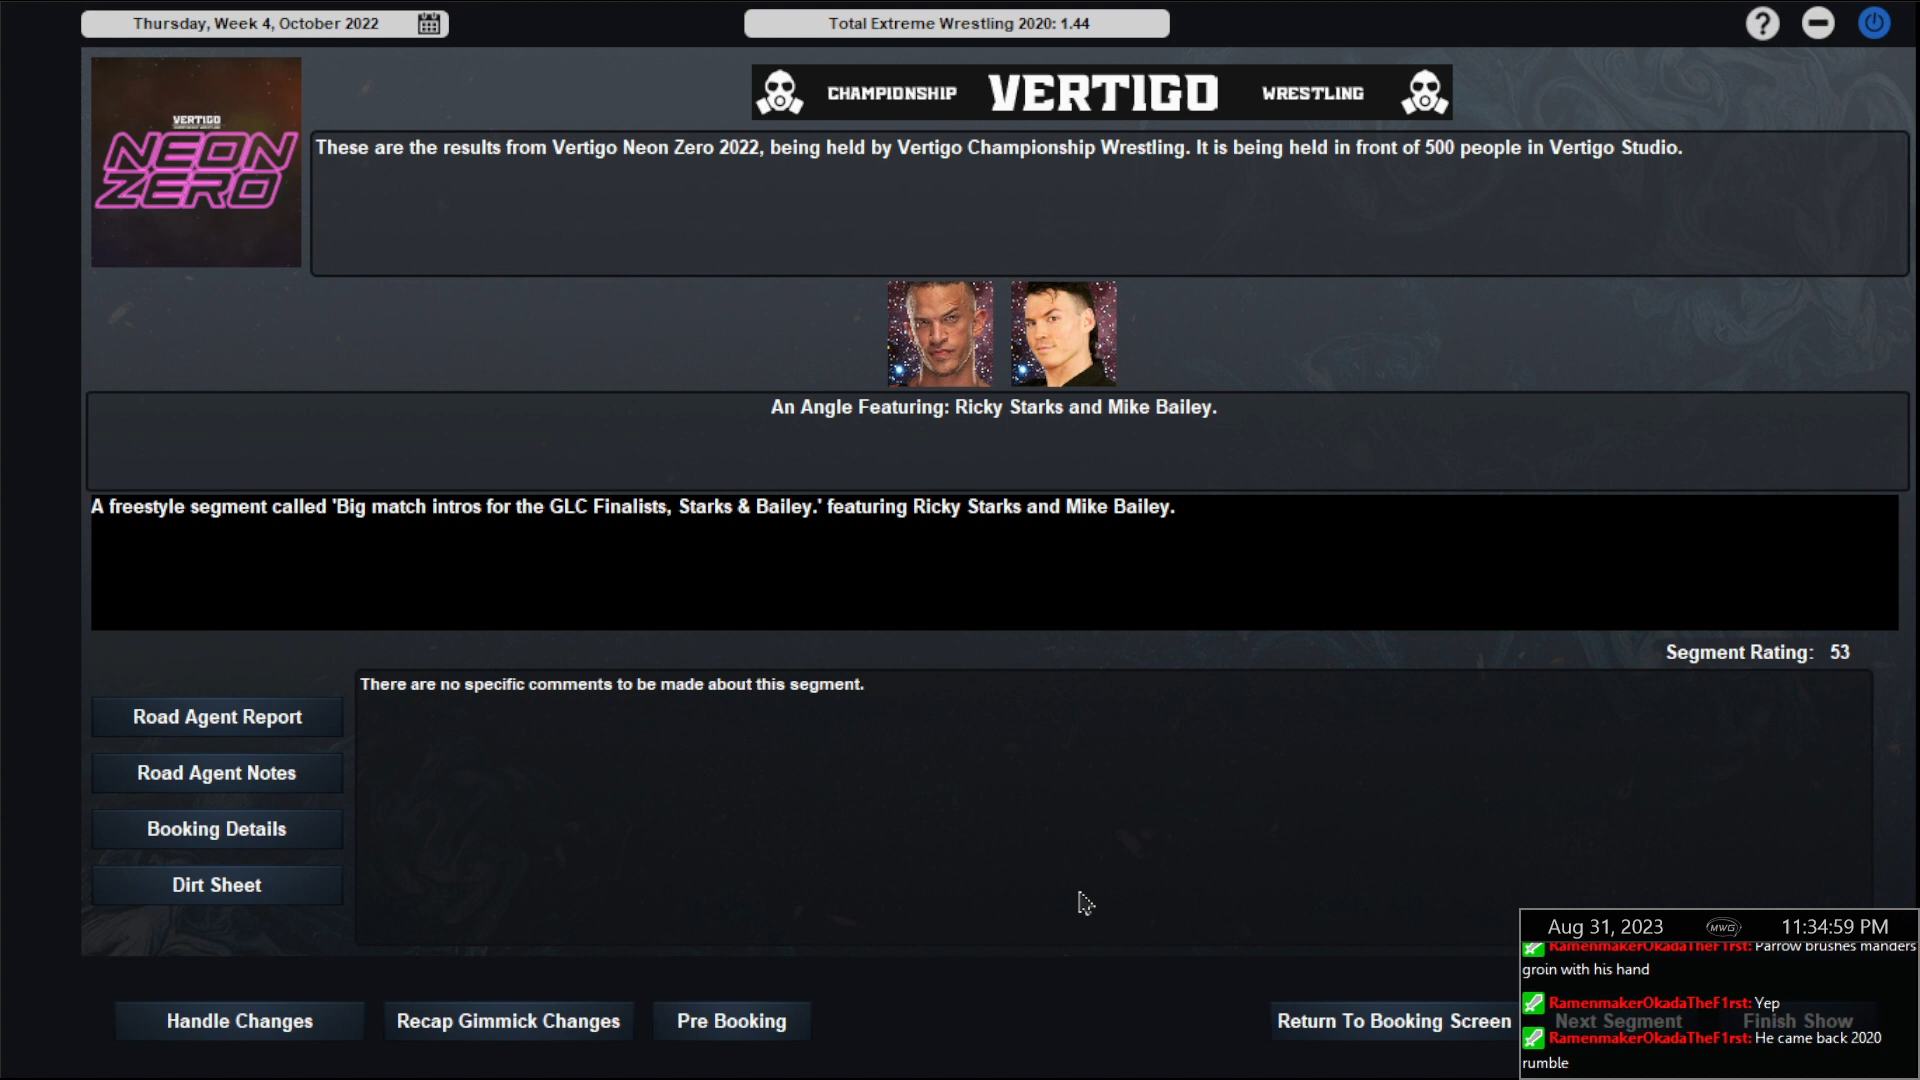 Thursday, Week 4, October 2022
Total Extreme Wrestling 2020: 1.44
?
VERTIGO
NEON
ZERO
CHAMPIONSHIP VERTIGO WRESTLING
These are the results from Vertigo Neon Zero 2022, being held by Vertigo Championship Wrestling. It is being held in front of 500 people in Vertigo Studio.
An Angle Featuring: Ricky Starks and Mike Bailey.
A freestyle segment called 'Big match intros for the GLC Finalists, Starks & Bailey.' featuring Ricky Starks and Mike Bailey.
Segment Rating: 53
There are no specific comments to be made about this segment.
Road Agent Report
Road Agent Notes
Booking Details
Dirt Sheet
Handle Changes
Recap Gimmick Changes
Pre Booking
Return To Booking Screen
Next Segment
Finish Show
Aug 31, 2023 MWG 11:34:59 PM
RamenmakerOkadaTheF1rst: Parrow brushes manders
groin with his hand
RamenmakerOkadaTheF1rst: Yep
RamenmakerOkadaTheF1rst: He came back 2020
rumble